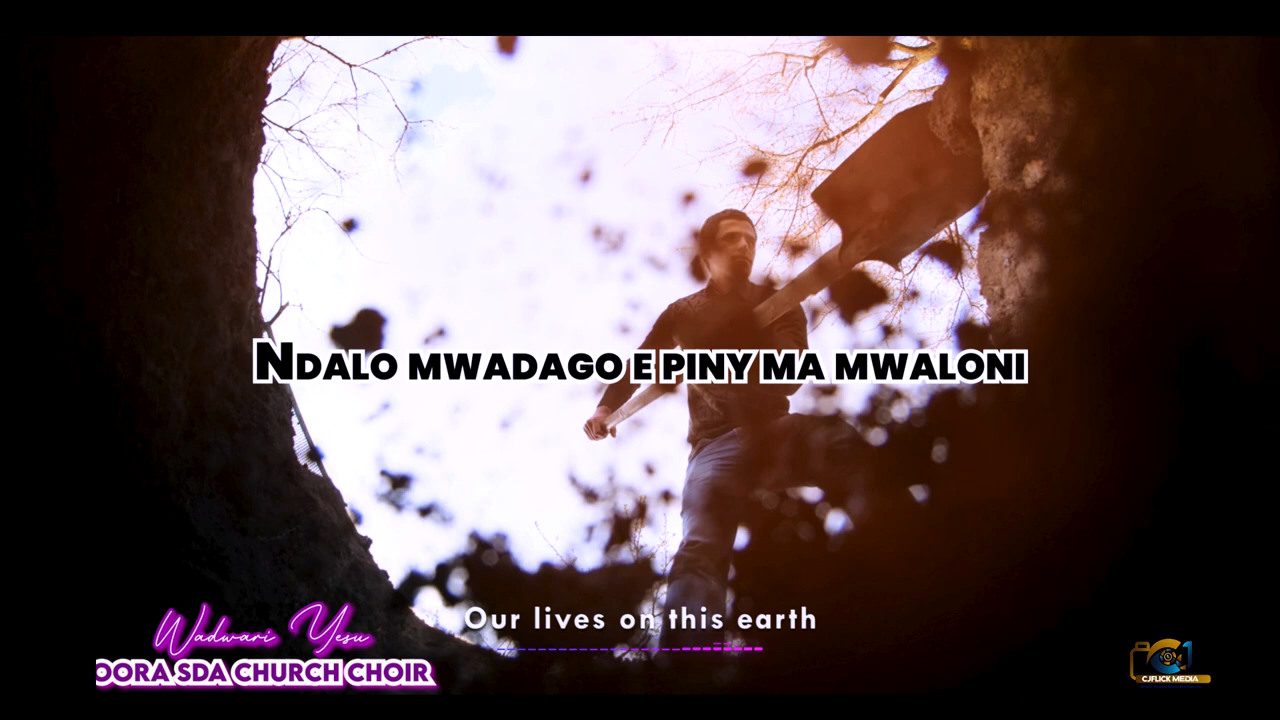 NDALO MWADAGO E PINY MA MWALONI
Our lives on this earth
Wadwari Yesu
OORA SDA CHURCH CHOIR
CJFLICK MEDIA